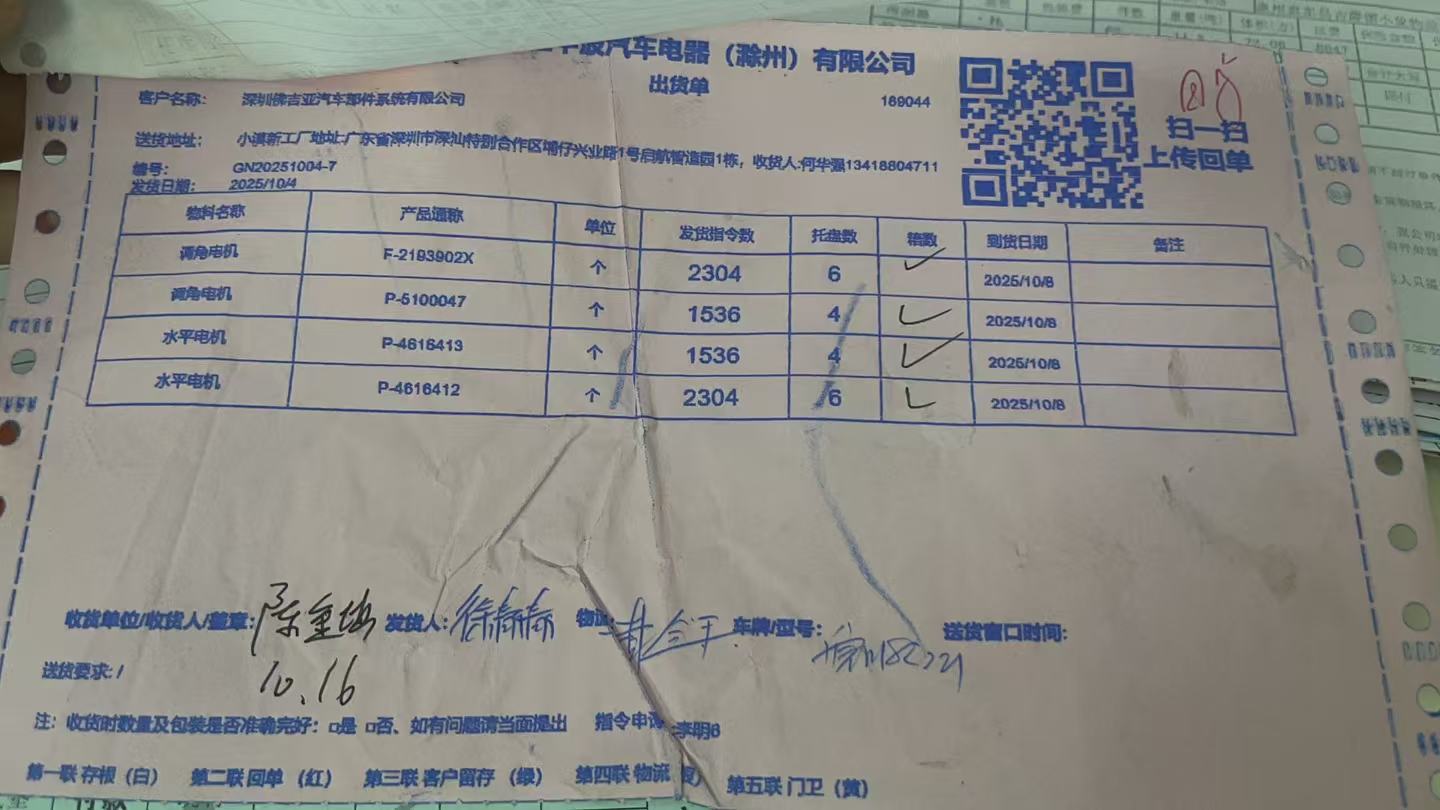 汽车电器（滁州）有限公司
出货单
169044
客户名称： 深圳佛吉亚汽车部件系统有限公司
扫一扫
上传回单
送货地址： 小漠新工厂地址:广东省深圳市深汕特别合作区埔仔兴业路1号启航智造园1栋，收货人:何华强13418804711
编号： GN20251004-7
发货日期： 2025/10/4
物料名称 产品通称 单位 发货指令数 托盘数 箱数 到货日期 备注
调角电机 F-2193902X 个 2304 6 ✓ 2025/10/8
调角电机 P-5100047 个 1536 4 ✓ 2025/10/8
水平电机 P-4616413 个 1536 4 ✓ 2025/10/8
水平电机 P-4616412 个 2304 6 ✓ 2025/10/8
收货单位/收货人/盖章： 发货人： 徐春春 车牌/型号： 送货窗口时间：
送货要求：/ 10.16
注：收货时数量及包装是否准确完好：□是 □否、如有问题请当面提出 指令申请 李明6
第一联 存根（白） 第二联 回单（红） 第三联 客户留存（绿） 第四联 物流 第五联 门卫（黄）